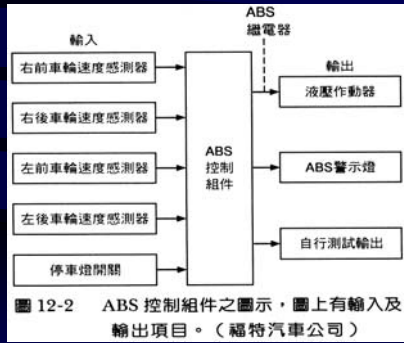 ABS
繼電器
輸入
輸出
右前車輪速度感測器
右後車輪速度感測器
左前車輪速度感測器
左後車輪速度感測器
停車燈開關
ABS
控制
組件
液壓作動器
ABS警示燈
自行測試輸出
圖 12-2 ABS 控制組件之圖示，圖上有輸入及
輸出項目。（福特汽車公司）